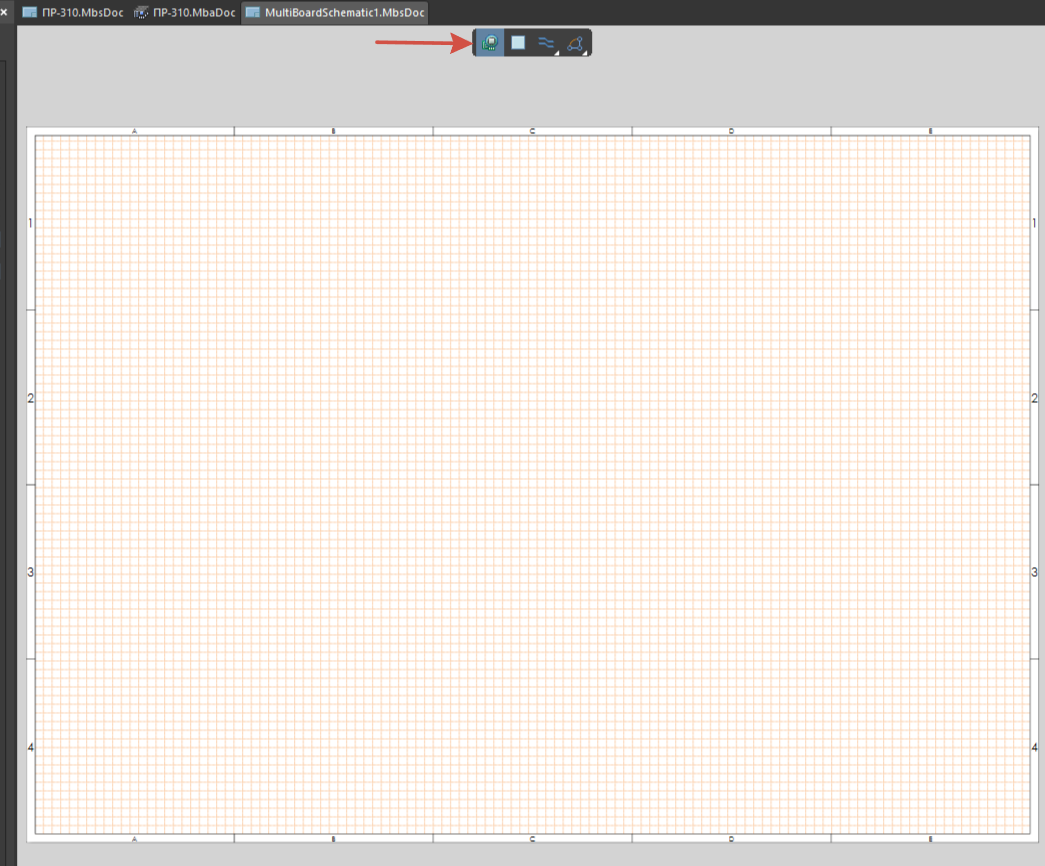 ПР-310.MbsDoc ПР-310.MbaDoc MultiBoardSchematic1.MbsDoc
A B C D E
1 1
2 2
3 3
4 4
A B C D E